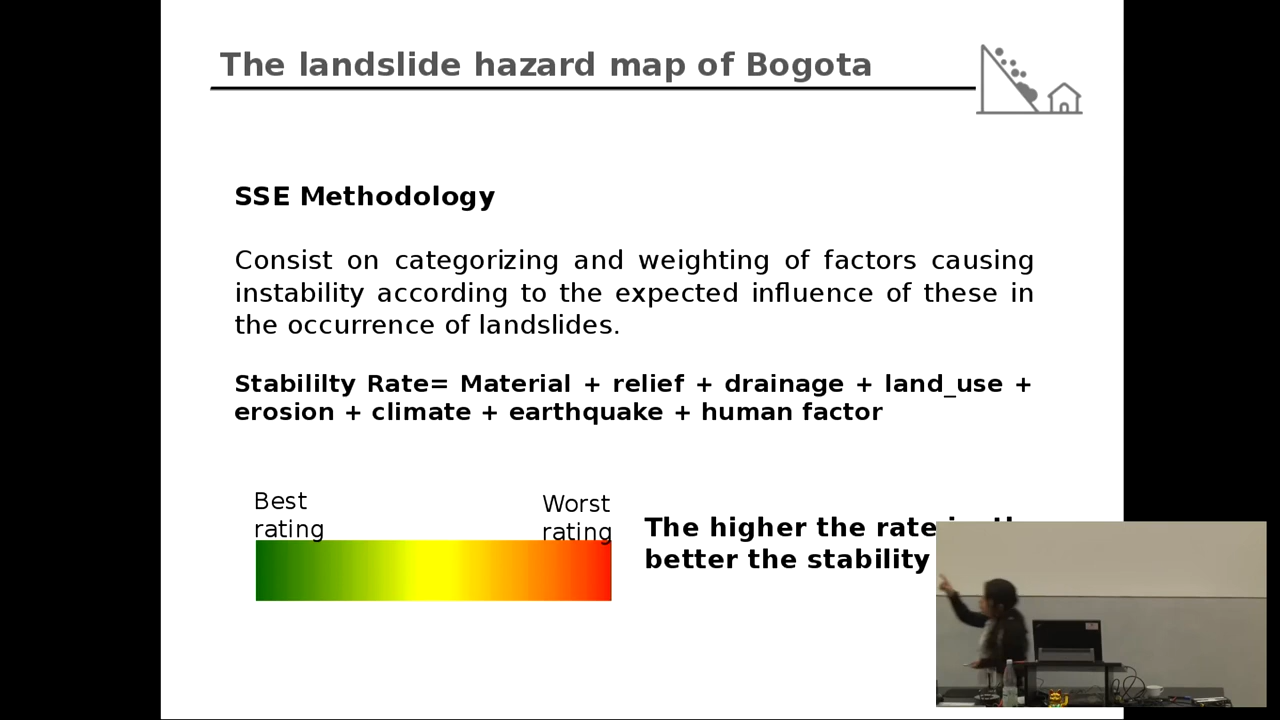 The landslide hazard map of Bogota
SSE Methodology
Consist on categorizing and weighting of factors causing
instability according to the expected influence of these in
the occurrence of landslides.
Stabililty Rate= Material + relief + drainage + land_use +
erosion + climate + earthquake + human factor
Best
rating
Worst
rating
The higher the rate
better the stability